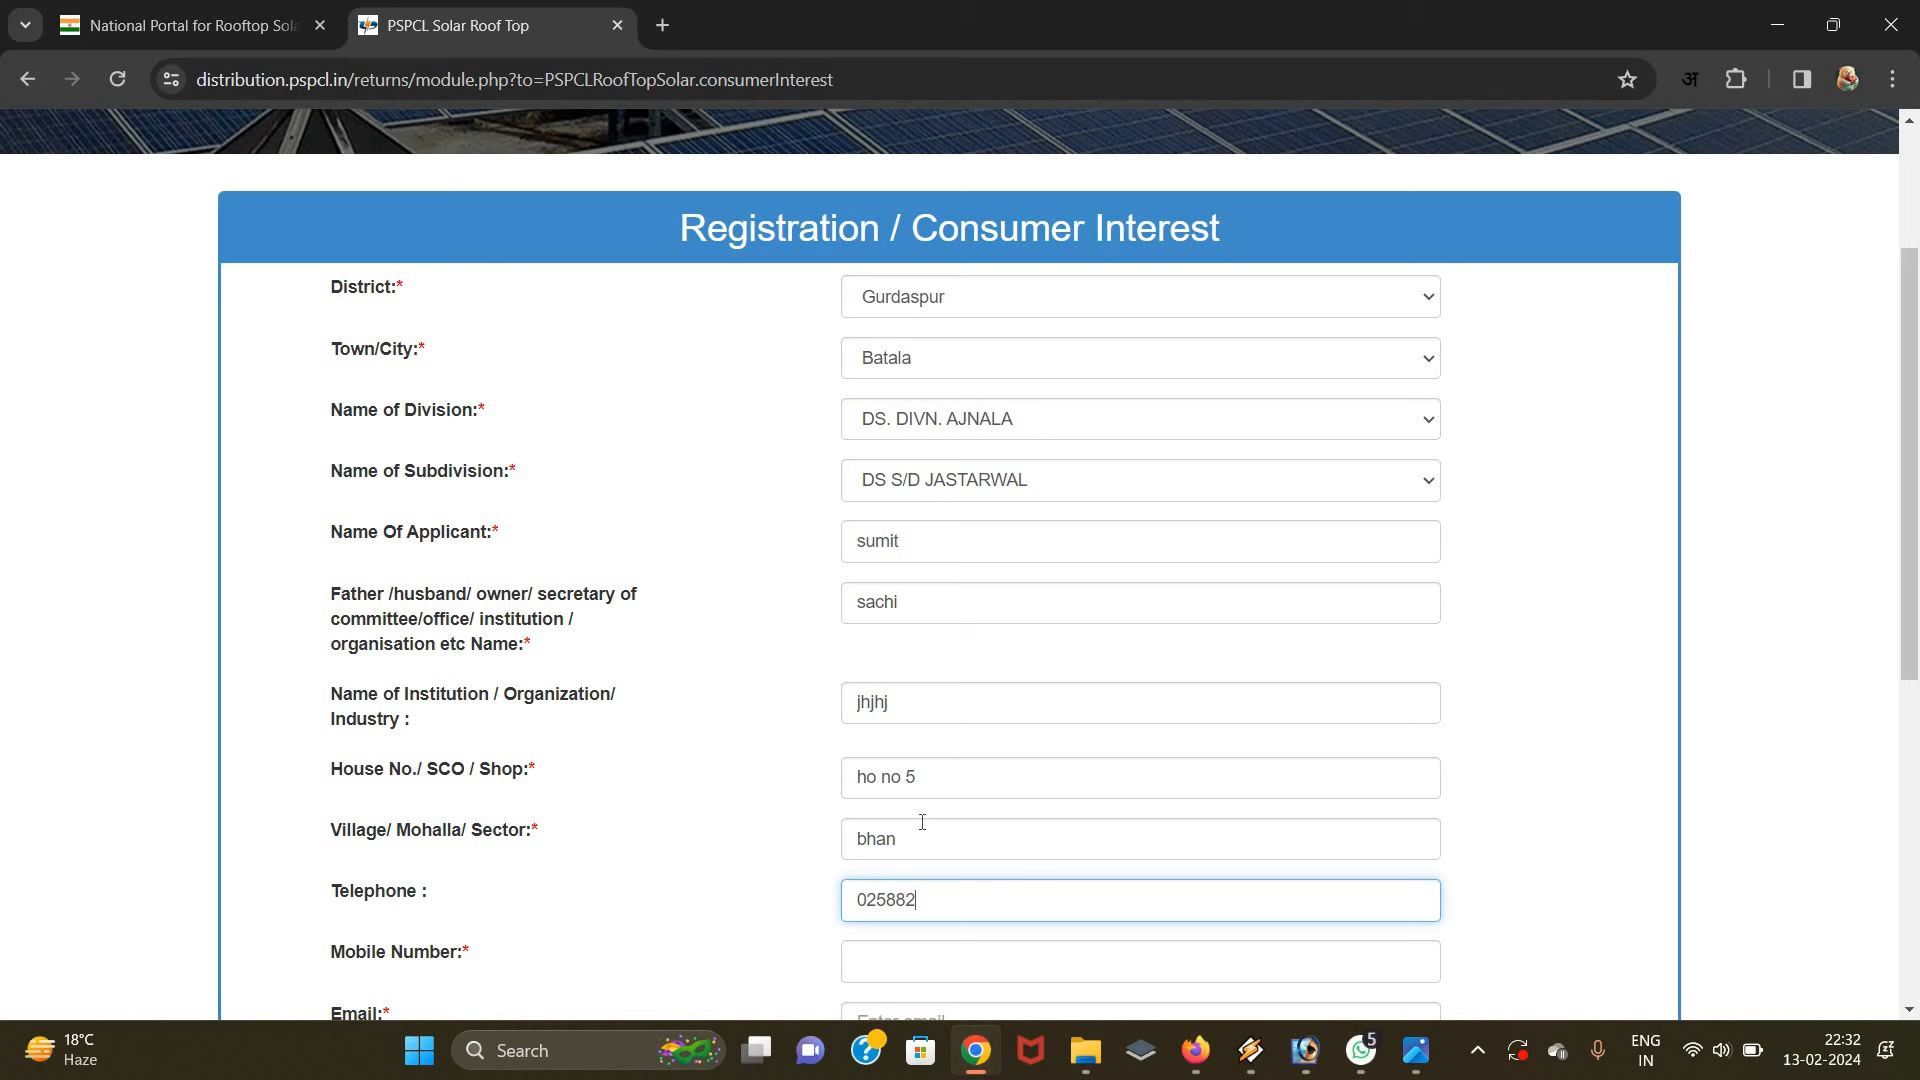 National Portal for Rooftop Sola
PSPCL Solar Roof Top
distribution.pspcl.in/returns/module.php?to=PSPCLRoofTopSolar.consumerInterest
अ
Registration / Consumer Interest
District:*
Gurdaspur
Town/City:*
Batala
Name of Division:*
DS. DIVN. AJNALA
Name of Subdivision:*
DS S/D JASTARWAL
Name Of Applicant:*
sumit
Father /husband/ owner/ secretary of
committee/office/ institution /
organisation etc Name:*
sachi
Name of Institution / Organization/
Industry :
jhjhj
House No./ SCO / Shop:*
ho no 5
Village/ Mohalla/ Sector:*
bhan
Telephone :
025882
Mobile Number:*
Email:*
Enter email
18°C
Haze
Search
5
ENG
IN
22:32
13-02-2024